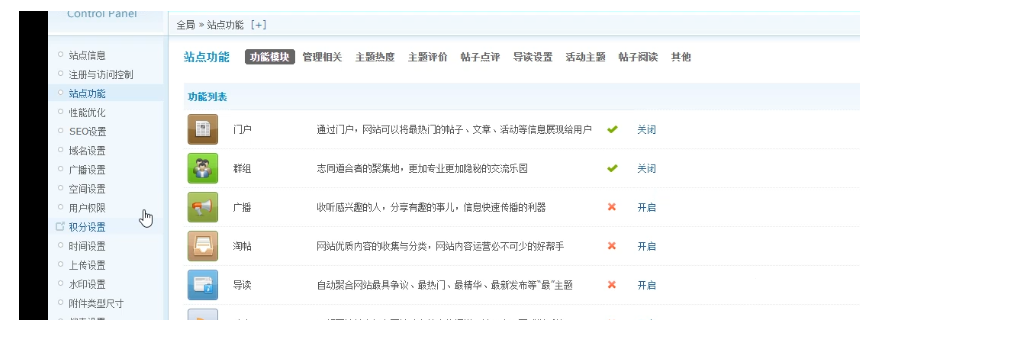 Control Panel
全局 » 站点功能 [+]
站点信息
注册与访问控制
站点功能
性能优化
SEO设置
域名设置
广播设置
空间设置
用户权限
积分设置
时间设置
上传设置
水印设置
附件类型尺寸
站点功能 功能模块 管理相关 主题热度 主题评价 帖子点评 导读设置 活动主题 帖子阅读 其他
功能列表
门户 通过门户，网站可以将最热门的帖子、文章、活动等信息展现给用户 关闭
群组 志同道合者的聚集地，更加专业更加隐秘的交流乐园 关闭
广播 收听感兴趣的人，分享有趣的事儿，信息快速传播的利器 开启
淘帖 网站优质内容的收集与分类，网站内容运营必不可少的好帮手 开启
导读 自动聚合网站最具争议、最热门、最精华、最新发布等"最"主题 开启